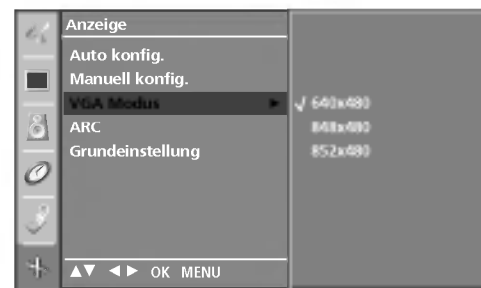 Anzeige
Auto konfig.
Manuell konfig.
VGA Modus ▶
✓ 640x480
848x480
ARC
852x480
Grundeinstellung
▲▼ ◀▶ OK MENU